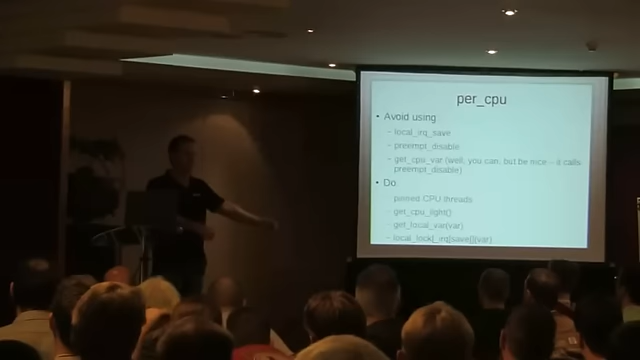 per_cpu
• Avoid using
– local_irq_save
– preempt_disable
– get_cpu_var (well, you can, but be nice – it calls
preempt_disable)
• Do
pinned CPU threads
– get_cpu_light()
– get_local_var(var)
– local_lock[_irq[save]](var)